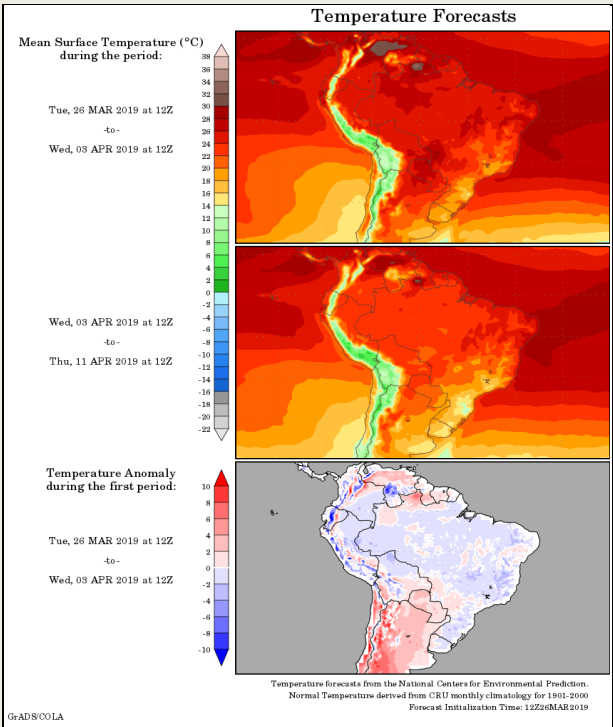 Temperature Forecasts
Mean Surface Temperature (°C)
during the period:
Tue, 26 MAR 2019 at 12Z
-to-
Wed, 03 APR 2019 at 12Z
38
36
34
32
30
28
26
24
22
20
18
16
14
12
10
8
6
4
2
0
-2
-4
-6
-8
-10
-12
-14
-16
-18
-20
-22
Wed, 03 APR 2019 at 12Z
-to-
Thu, 11 APR 2019 at 12Z
Temperature Anomaly
during the first period:
Tue, 26 MAR 2019 at 12Z
-to-
Wed, 03 APR 2019 at 12Z
10
8
6
4
2
0
-2
-4
-6
-8
-10
Temperature forecasts from the National Centers for Environmental Prediction.
Normal Temperature derived from CRU monthly climatology for 1901-2000
Forecast Initialization Time: 12Z26MAR2019
GrADS/COLA